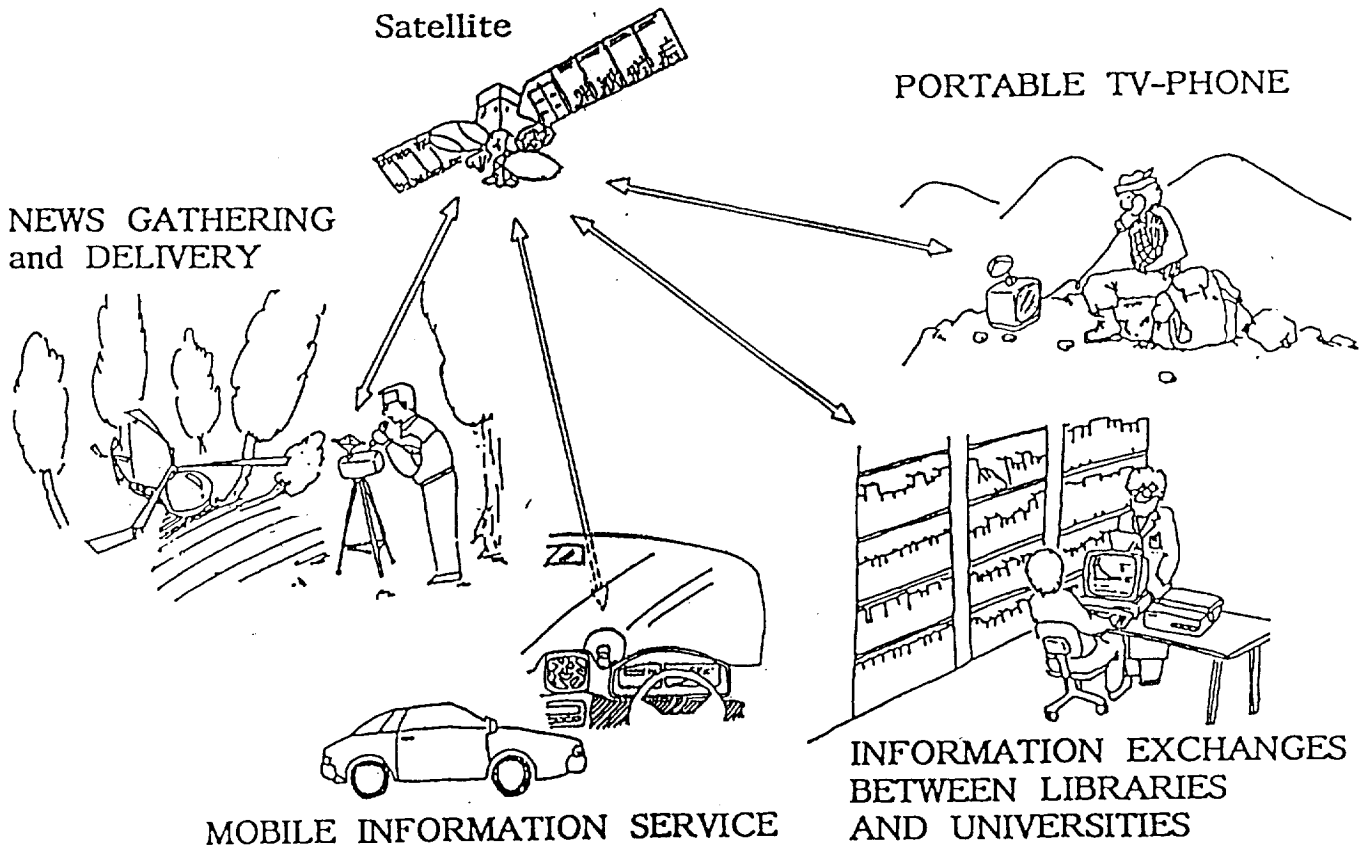 Satellite
PORTABLE TV-PHONE
NEWS GATHERING
and DELIVERY
MOBILE INFORMATION SERVICE
INFORMATION EXCHANGES
BETWEEN LIBRARIES
AND UNIVERSITIES